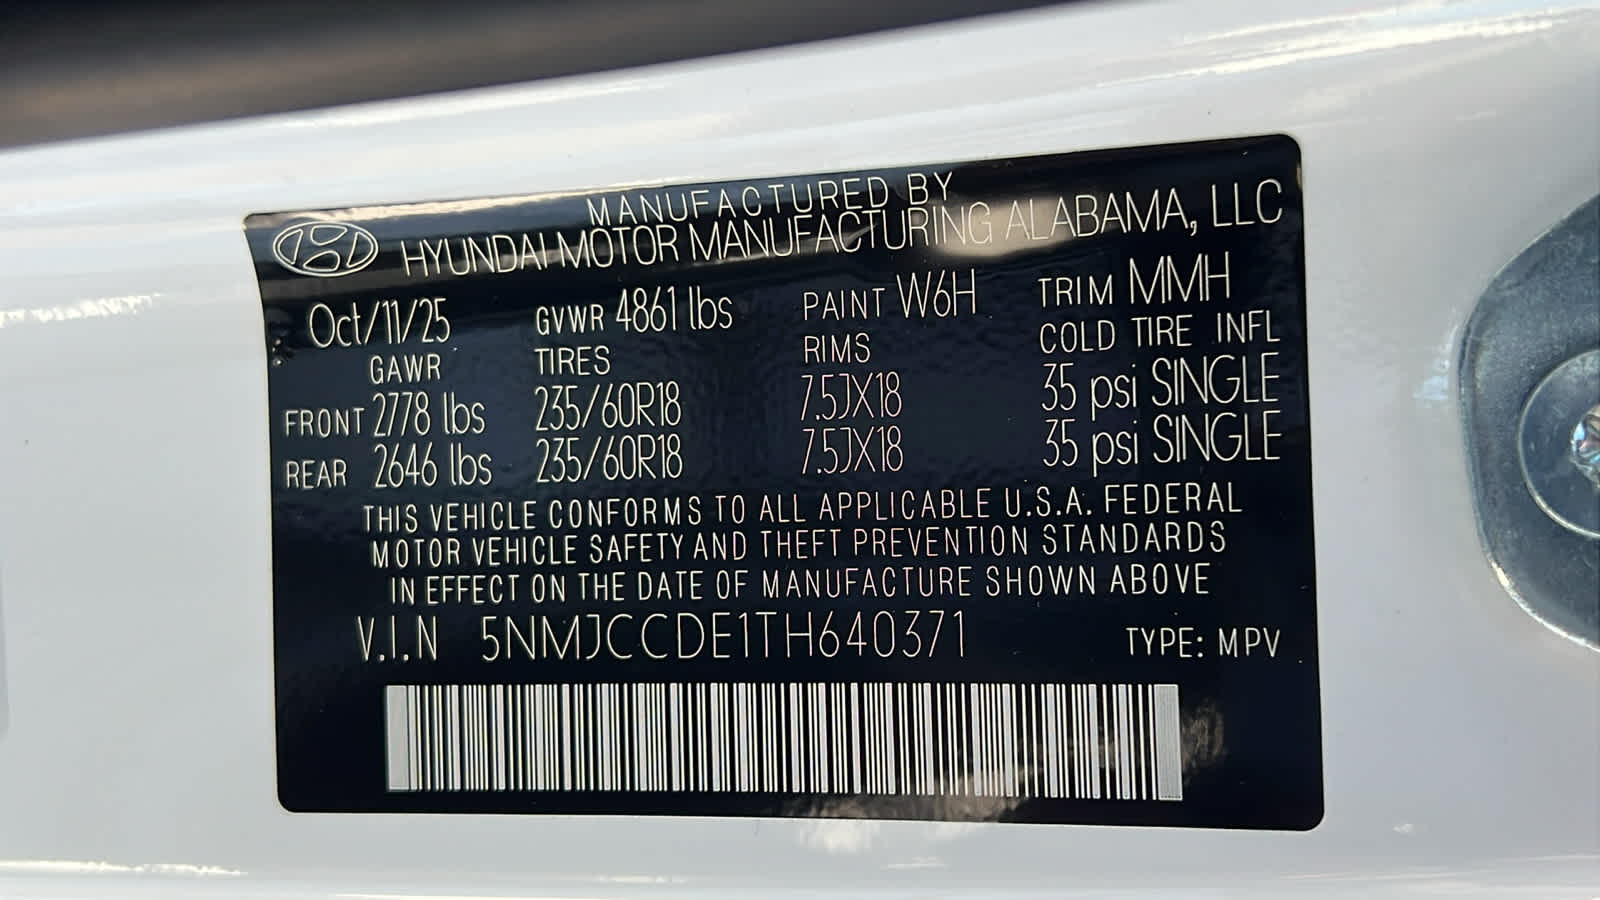 MANUFACTURED BY
HYUNDAI MOTOR MANUFACTURING ALABAMA, LLC
Oct/11/25 GVWR 4861 lbs PAINT W6H TRIM MMH
GAWR TIRES RIMS COLD TIRE INFL
FRONT 2778 lbs 235/60R18 7.5JX18 35 psi SINGLE
REAR 2646 lbs 235/60R18 7.5JX18 35 psi SINGLE
THIS VEHICLE CONFORMS TO ALL APPLICABLE U.S.A. FEDERAL
MOTOR VEHICLE SAFETY AND THEFT PREVENTION STANDARDS
IN EFFECT ON THE DATE OF MANUFACTURE SHOWN ABOVE
V.I.N 5NMJCCDE1TH640371 TYPE: MPV